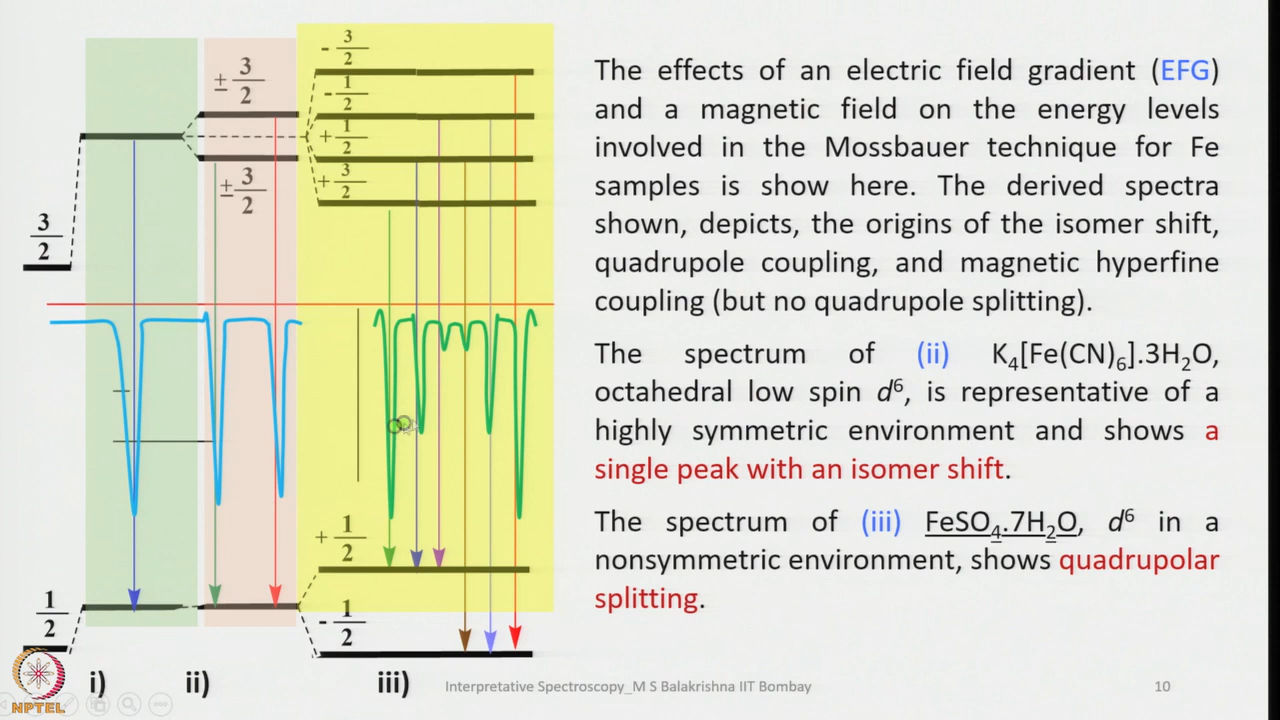 - 3/2
- 1/2
+ 1/2
+ 3/2
± 3/2
± 3/2
3/2
+ 1/2
- 1/2
1/2
i) ii) iii)
The effects of an electric field gradient (EFG)
and a magnetic field on the energy levels
involved in the Mossbauer technique for Fe
samples is show here. The derived spectra
shown, depicts, the origins of the isomer shift,
quadrupole coupling, and magnetic hyperfine
coupling (but no quadrupole splitting).
The spectrum of (ii) K₄[Fe(CN)₆].3H₂O,
octahedral low spin d⁶, is representative of a
highly symmetric environment and shows a
single peak with an isomer shift.
The spectrum of (iii) FeSO₄.7H₂O, d⁶ in a
nonsymmetric environment, shows quadrupolar
splitting.
NPTEL
Interpretative Spectroscopy_M S Balakrishna IIT Bombay
10